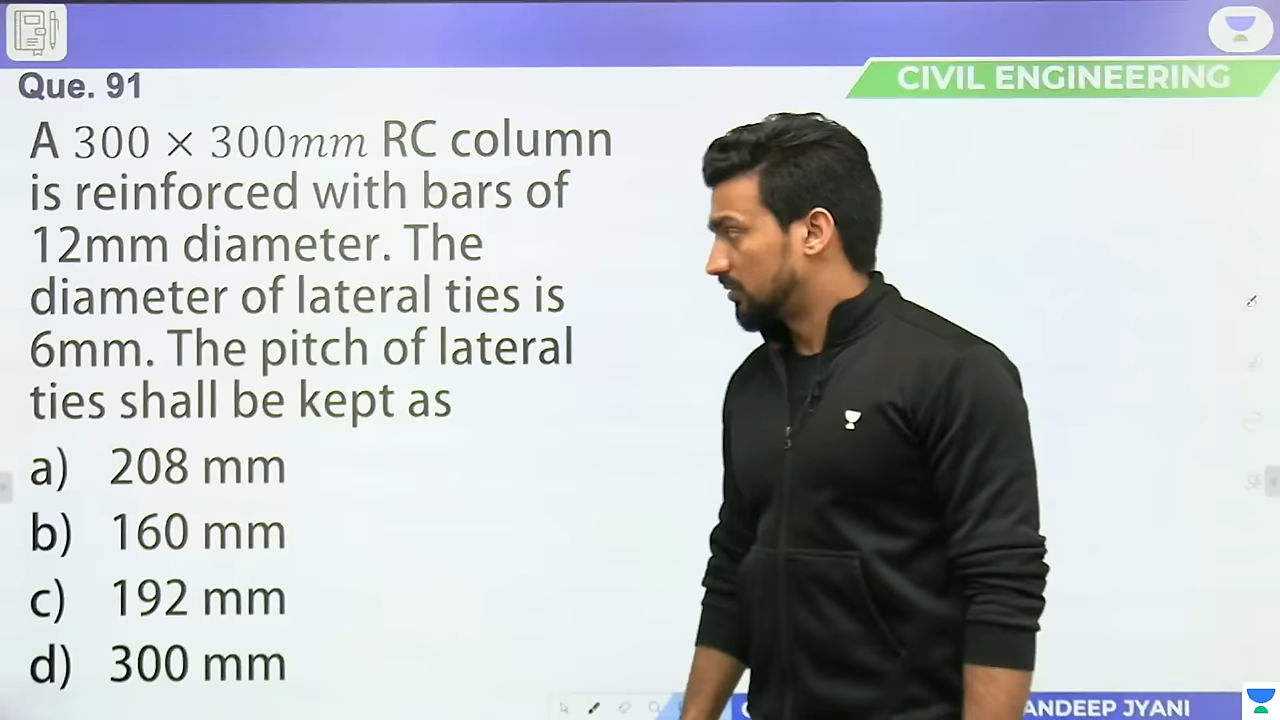 Que. 91
CIVIL ENGINEERING
A 300 × 300mm RC column
is reinforced with bars of
12mm diameter. The
diameter of lateral ties is
6mm. The pitch of lateral
ties shall be kept as
a) 208 mm
b) 160 mm
c) 192 mm
d) 300 mm
ANDEEP JYANI